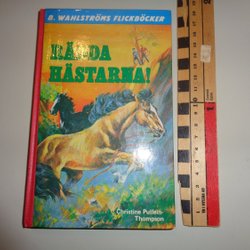 B. WAHLSTRÖMS FLICKBÖCKER
RÄDDA
HÄSTARNA!
Christine Pullein-
Thompson